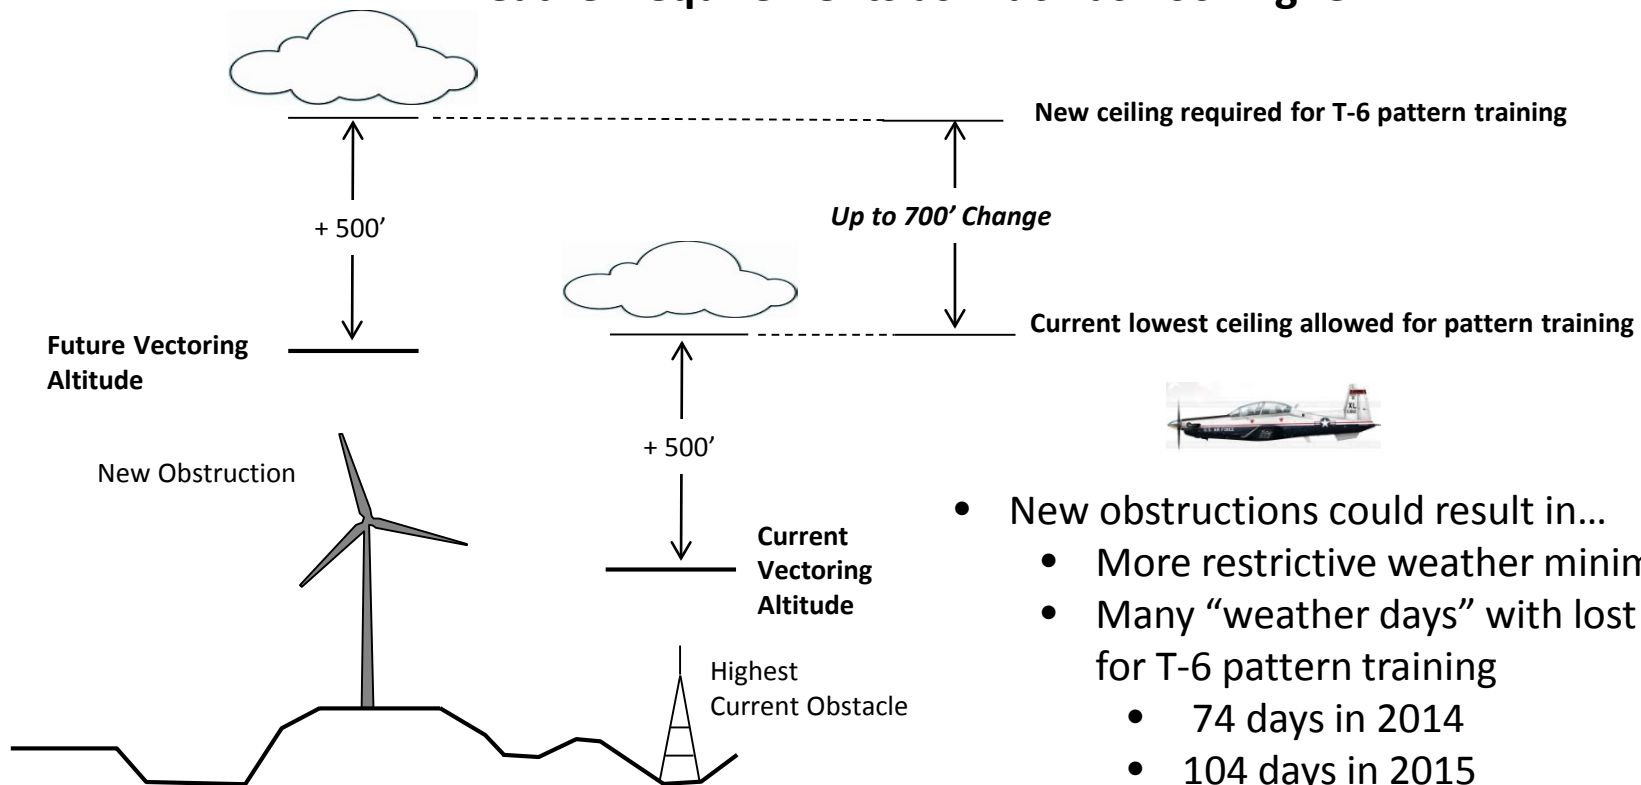 New ceiling required for T-6 pattern training
+ 500’
Up to 700’ Change
Current lowest ceiling allowed for pattern training
Future Vectoring
Altitude
+ 500’
New Obstruction
Current
Vectoring
Altitude
Highest
Current Obstacle
• New obstructions could result in…
• More restrictive weather
• Many “weather days” with lost
for T-6 pattern training
• 74 days in 2014
• 104 days in 2015